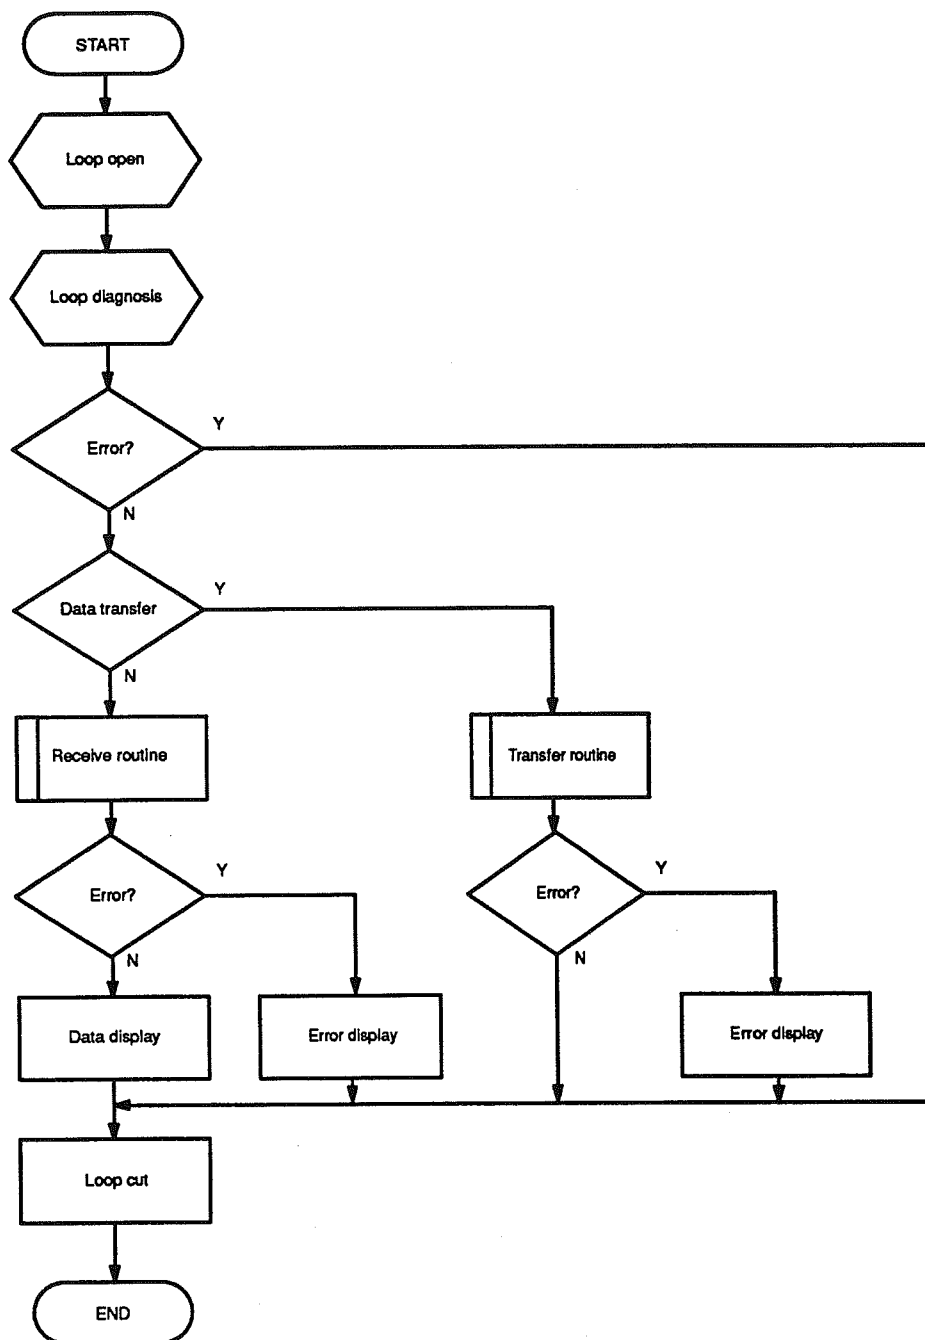 START
Loop open
Loop diagnosis
Y
Error?
N
Y
Data transfer
N
Receive routine
Transfer routine
Y
Error?
N
Y
Error?
N
Data display
Error display
Error display
Loop cut
END